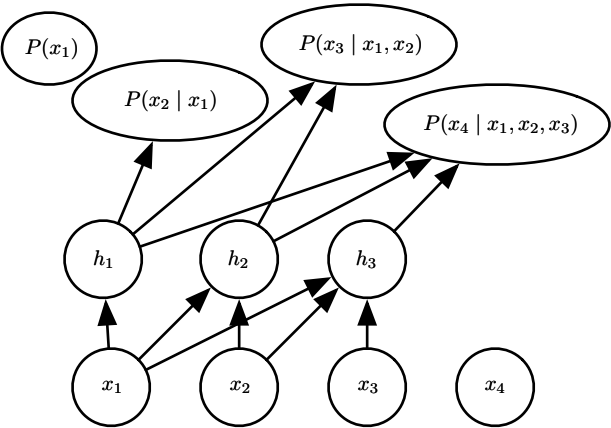 P(x₁)
P(x₂ | x₁)
P(x₃ | x₁, x₂)
P(x₄ | x₁, x₂, x₃)
h₁ h₂ h₃
x₁ x₂ x₃ x₄